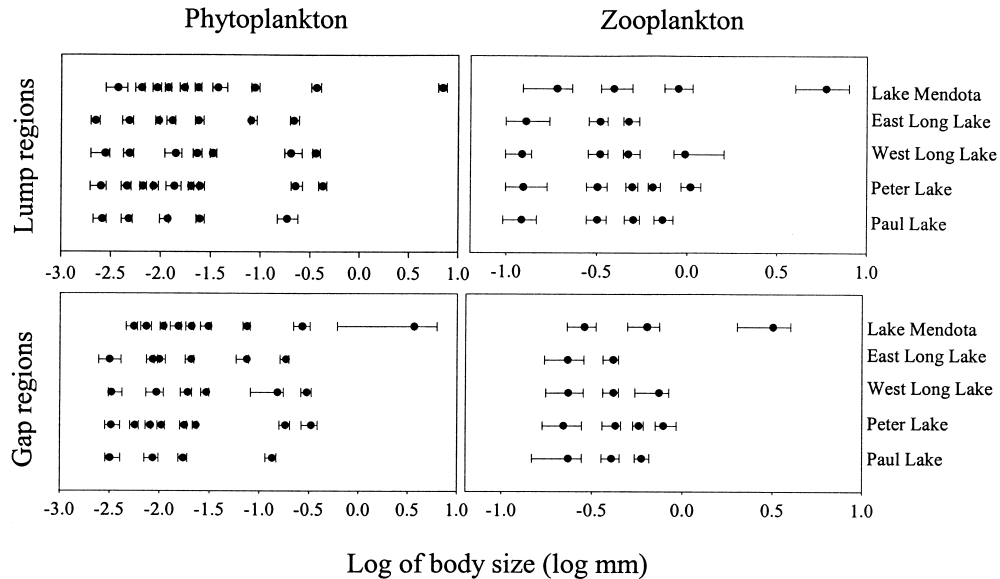 Phytoplankton Zooplankton
Lump regions
Lake Mendota
East Long Lake
West Long Lake
Peter Lake
Paul Lake
-3.0 -2.5 -2.0 -1.5 -1.0 -0.5 0.0 0.5 1.0 -1.0 -0.5 0.0 0.5 1.0
Gap regions
Lake Mendota
East Long Lake
West Long Lake
Peter Lake
Paul Lake
-3.0 -2.5 -2.0 -1.5 -1.0 -0.5 0.0 0.5 1.0 -1.0 -0.5 0.0 0.5 1.0
Log of body size (log mm)